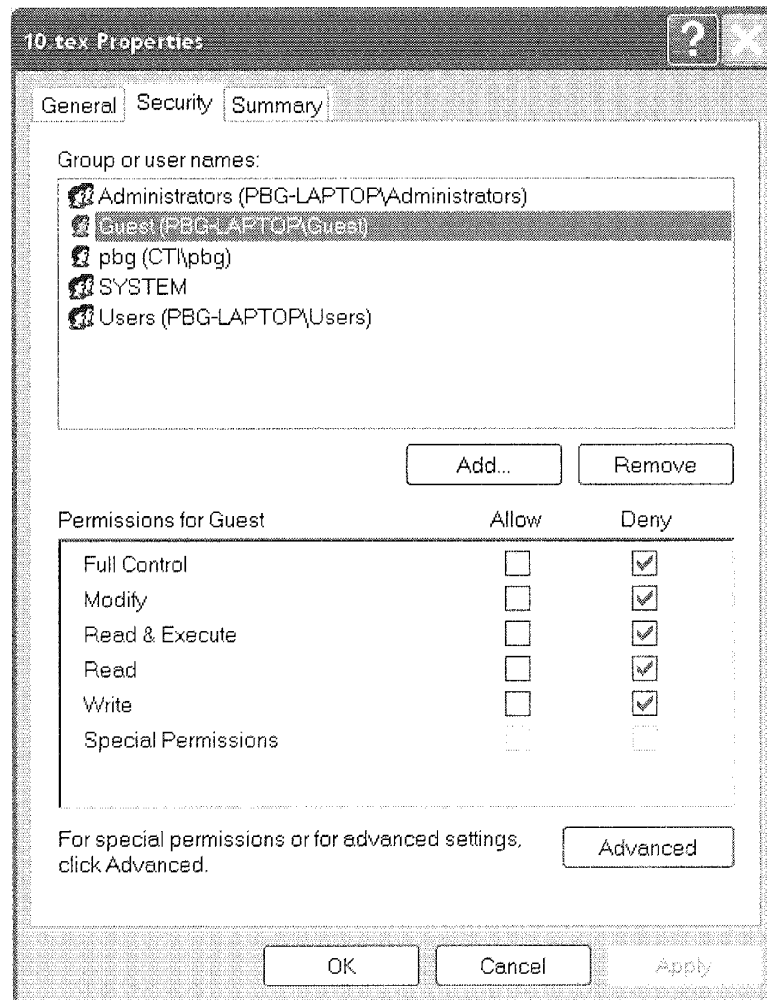 10.tex Properties
?
General Security Summary
Group or user names:
Administrators (PBG-LAPTOP\Administrators)
Guest (PBG-LAPTOP\Guest)
pbg (CTI\pbg)
SYSTEM
Users (PBG-LAPTOP\Users)
Add... Remove
Permissions for Guest Allow Deny
Full Control
Modify
Read & Execute
Read
Write
Special Permissions
For special permissions or for advanced settings,
click Advanced.
Advanced
OK Cancel Apply